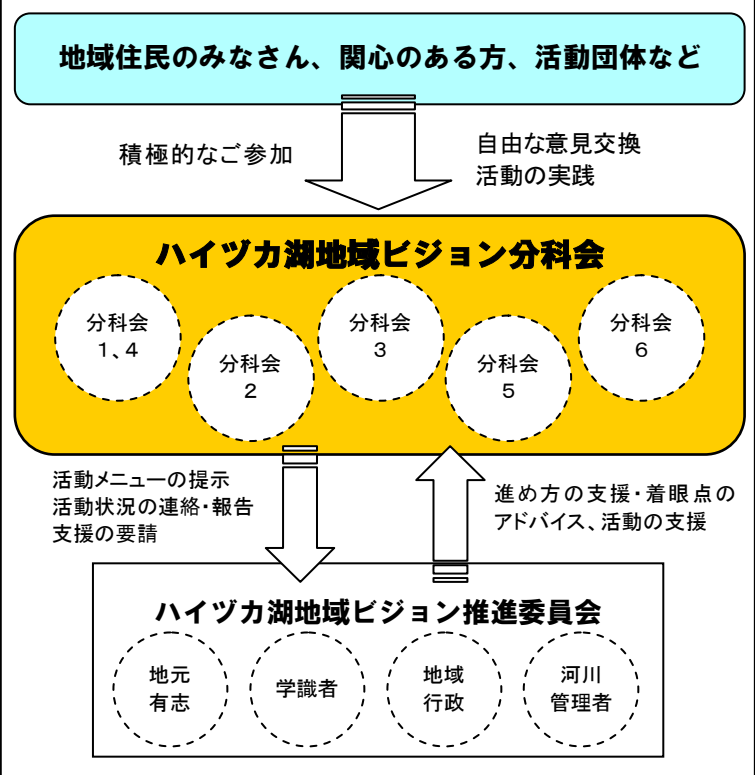 地域住民のみなさん、関心のある方、活動団体など
積極的なご参加
自由な意見交換
活動の実践
ハイヅカ湖地域ビジョン分科会
分科会
1、4
分科会
2
分科会
3
分科会
5
分科会
6
活動メニューの提示
活動状況の連絡・報告
支援の要請
進め方の支援・着眼点の
アドバイス、活動の支援
ハイヅカ湖地域ビジョン推進委員会
地元
有志
学識者
地域
行政
河川
管理者